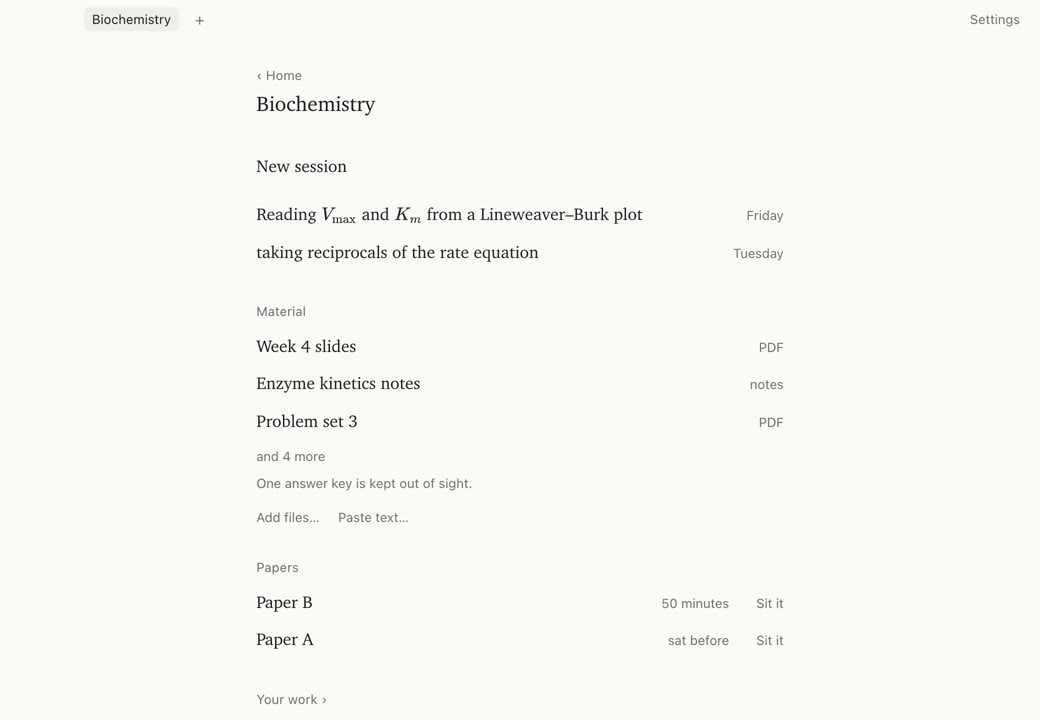 Biochemistry +
Settings
‹ Home
Biochemistry
New session
Reading V_max and K_m from a Lineweaver–Burk plot Friday
taking reciprocals of the rate equation Tuesday
Material
Week 4 slides PDF
Enzyme kinetics notes notes
Problem set 3 PDF
and 4 more
One answer key is kept out of sight.
Add files… Paste text…
Papers
Paper B 50 minutes Sit it
Paper A sat before Sit it
Your work ›